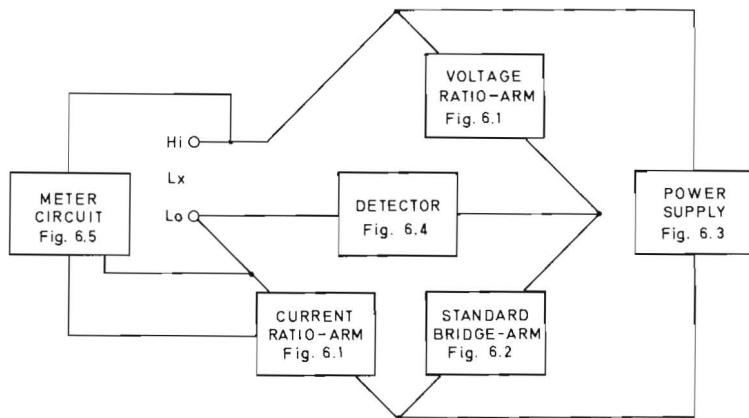 VOLTAGE
RATIO-ARM
Fig. 6.1
Hi
Lx
Lo
METER
CIRCUIT
Fig. 6.5
DETECTOR
Fig. 6.4
POWER
SUPPLY
Fig. 6.3
CURRENT
RATIO-ARM
Fig. 6.1
STANDARD
BRIDGE-ARM
Fig. 6.2